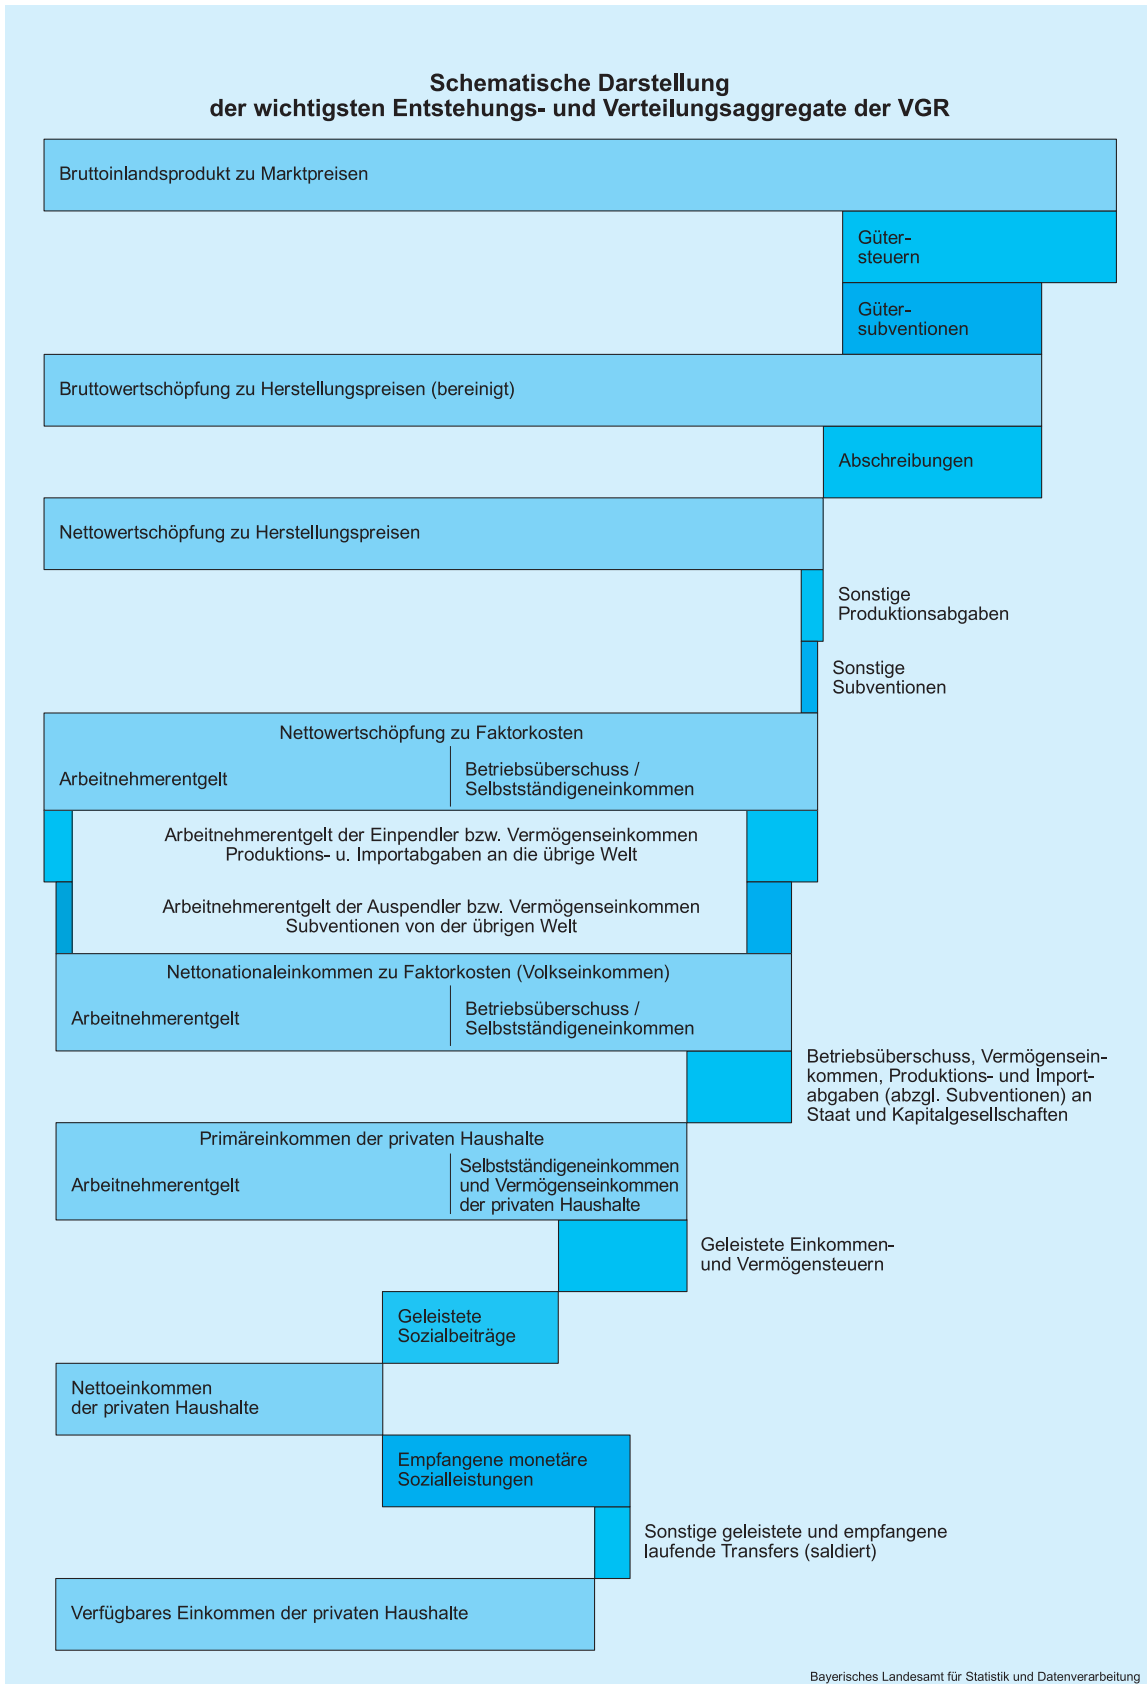 Schematische Darstellung
der wichtigsten Entstehungs- und Verteilungsaggregate der VGR
Bruttoinlandsprodukt zu Marktpreisen
Güter-
steuern
Güter-
subventionen
Bruttowertschöpfung zu Herstellungspreisen (bereinigt)
Abschreibungen
Nettowertschöpfung zu Herstellungspreisen
Sonstige
Produktionsabgaben
Sonstige
Subventionen
Nettowertschöpfung zu Faktorkosten
Arbeitnehmerentgelt
Betriebsüberschuss /
Selbstständigeneinkommen
Arbeitnehmerentgelt der Einpendler bzw. Vermögenseinkommen
Produktions- u. Importabgaben an die übrige Welt
Arbeitnehmerentgelt der Auspendler bzw. Vermögenseinkommen
Subventionen von der übrigen Welt
Nettonationaleinkommen zu Faktorkosten (Volkseinkommen)
Arbeitnehmerentgelt
Betriebsüberschuss /
Selbstständigeneinkommen
Betriebsüberschuss, Vermögensein-
kommen, Produktions- und Import-
abgaben (abzgl. Subventionen) an
Staat und Kapitalgesellschaften
Primäreinkommen der privaten Haushalte
Arbeitnehmerentgelt
Selbstständigeneinkommen
und Vermögenseinkommen
der privaten Haushalte
Geleistete Einkommen-
und Vermögensteuern
Geleistete
Sozialbeiträge
Nettoeinkommen
der privaten Haushalte
Empfangene monetäre
Sozialleistungen
Sonstige geleistete und empfangene
laufende Transfers (saldiert)
Verfügbares Einkommen der privaten Haushalte
Bayerisches Landesamt für Statistik und Datenverarbeitung